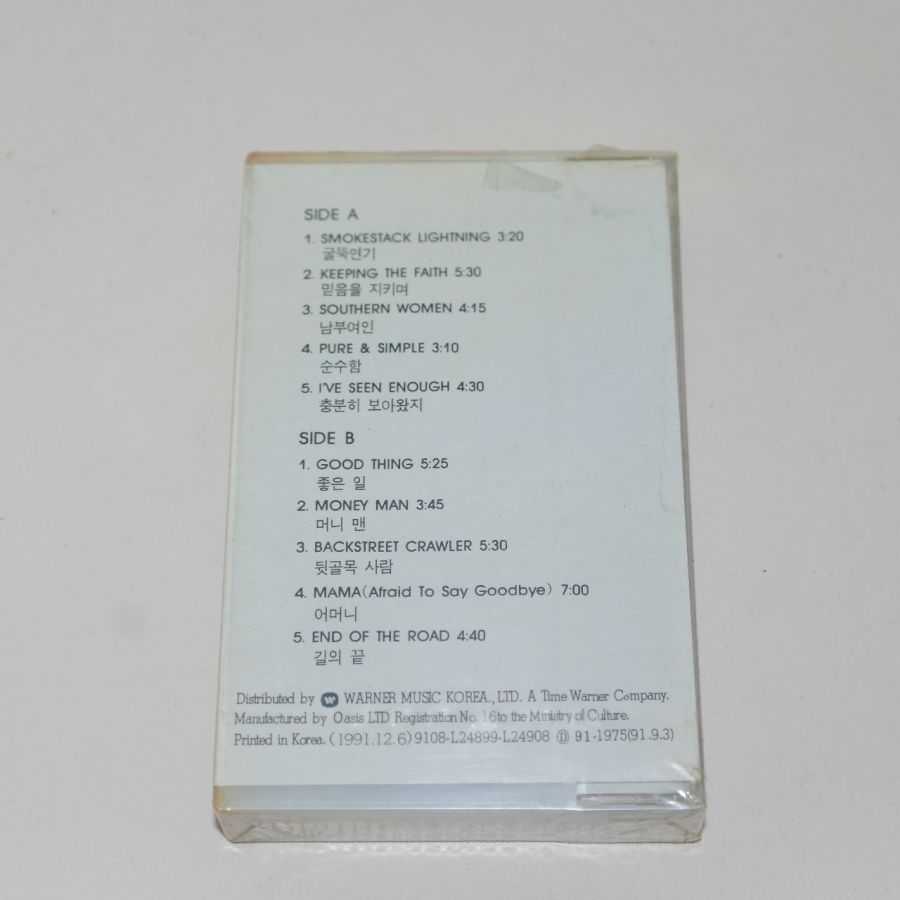 SIDE A
1. SMOKESTACK LIGHTNING 3:20
굴뚝연기
2. KEEPING THE FAITH 5:30
믿음을 지키며
3. SOUTHERN WOMEN 4:15
남부여인
4. PURE & SIMPLE 3:10
순수함
5. I'VE SEEN ENOUGH 4:30
충분히 보아왔지
SIDE B
1. GOOD THING 5:25
좋은 일
2. MONEY MAN 3:45
머니 맨
3. BACKSTREET CRAWLER 5:30
뒷골목 사람
4. MAMA(Afraid To Say Goodbye) 7:00
어머니
5. END OF THE ROAD 4:40
길의 끝
Distributed by WARNER MUSIC KOREA., LTD. A Time Warner Company.
Manufactured by Oasis LTD Registration No. 16 to the Ministry of Culture.
Printed in Korea. (1991.12.6) 9108-L24899-L24908 Ⓓ 91-1975(91.9.3)